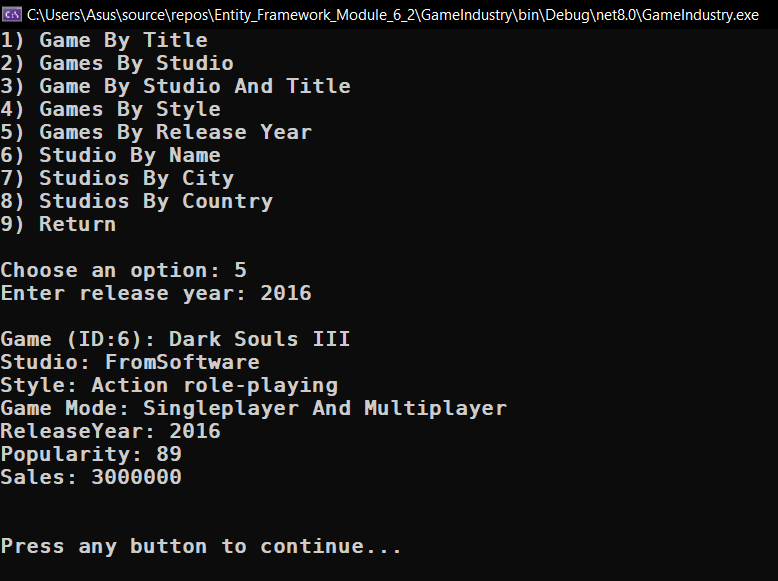 C:\Users\Asus\source\repos\Entity_Framework_Module_6_2\GameIndustry\bin\Debug\net8.0\GameIndustry.exe
1) Game By Title
2) Games By Studio
3) Game By Studio And Title
4) Games By Style
5) Games By Release Year
6) Studio By Name
7) Studios By City
8) Studios By Country
9) Return
Choose an option: 5
Enter release year: 2016
Game (ID:6): Dark Souls III
Studio: FromSoftware
Style: Action role-playing
Game Mode: Singleplayer And Multiplayer
ReleaseYear: 2016
Popularity: 89
Sales: 3000000
Press any button to continue...